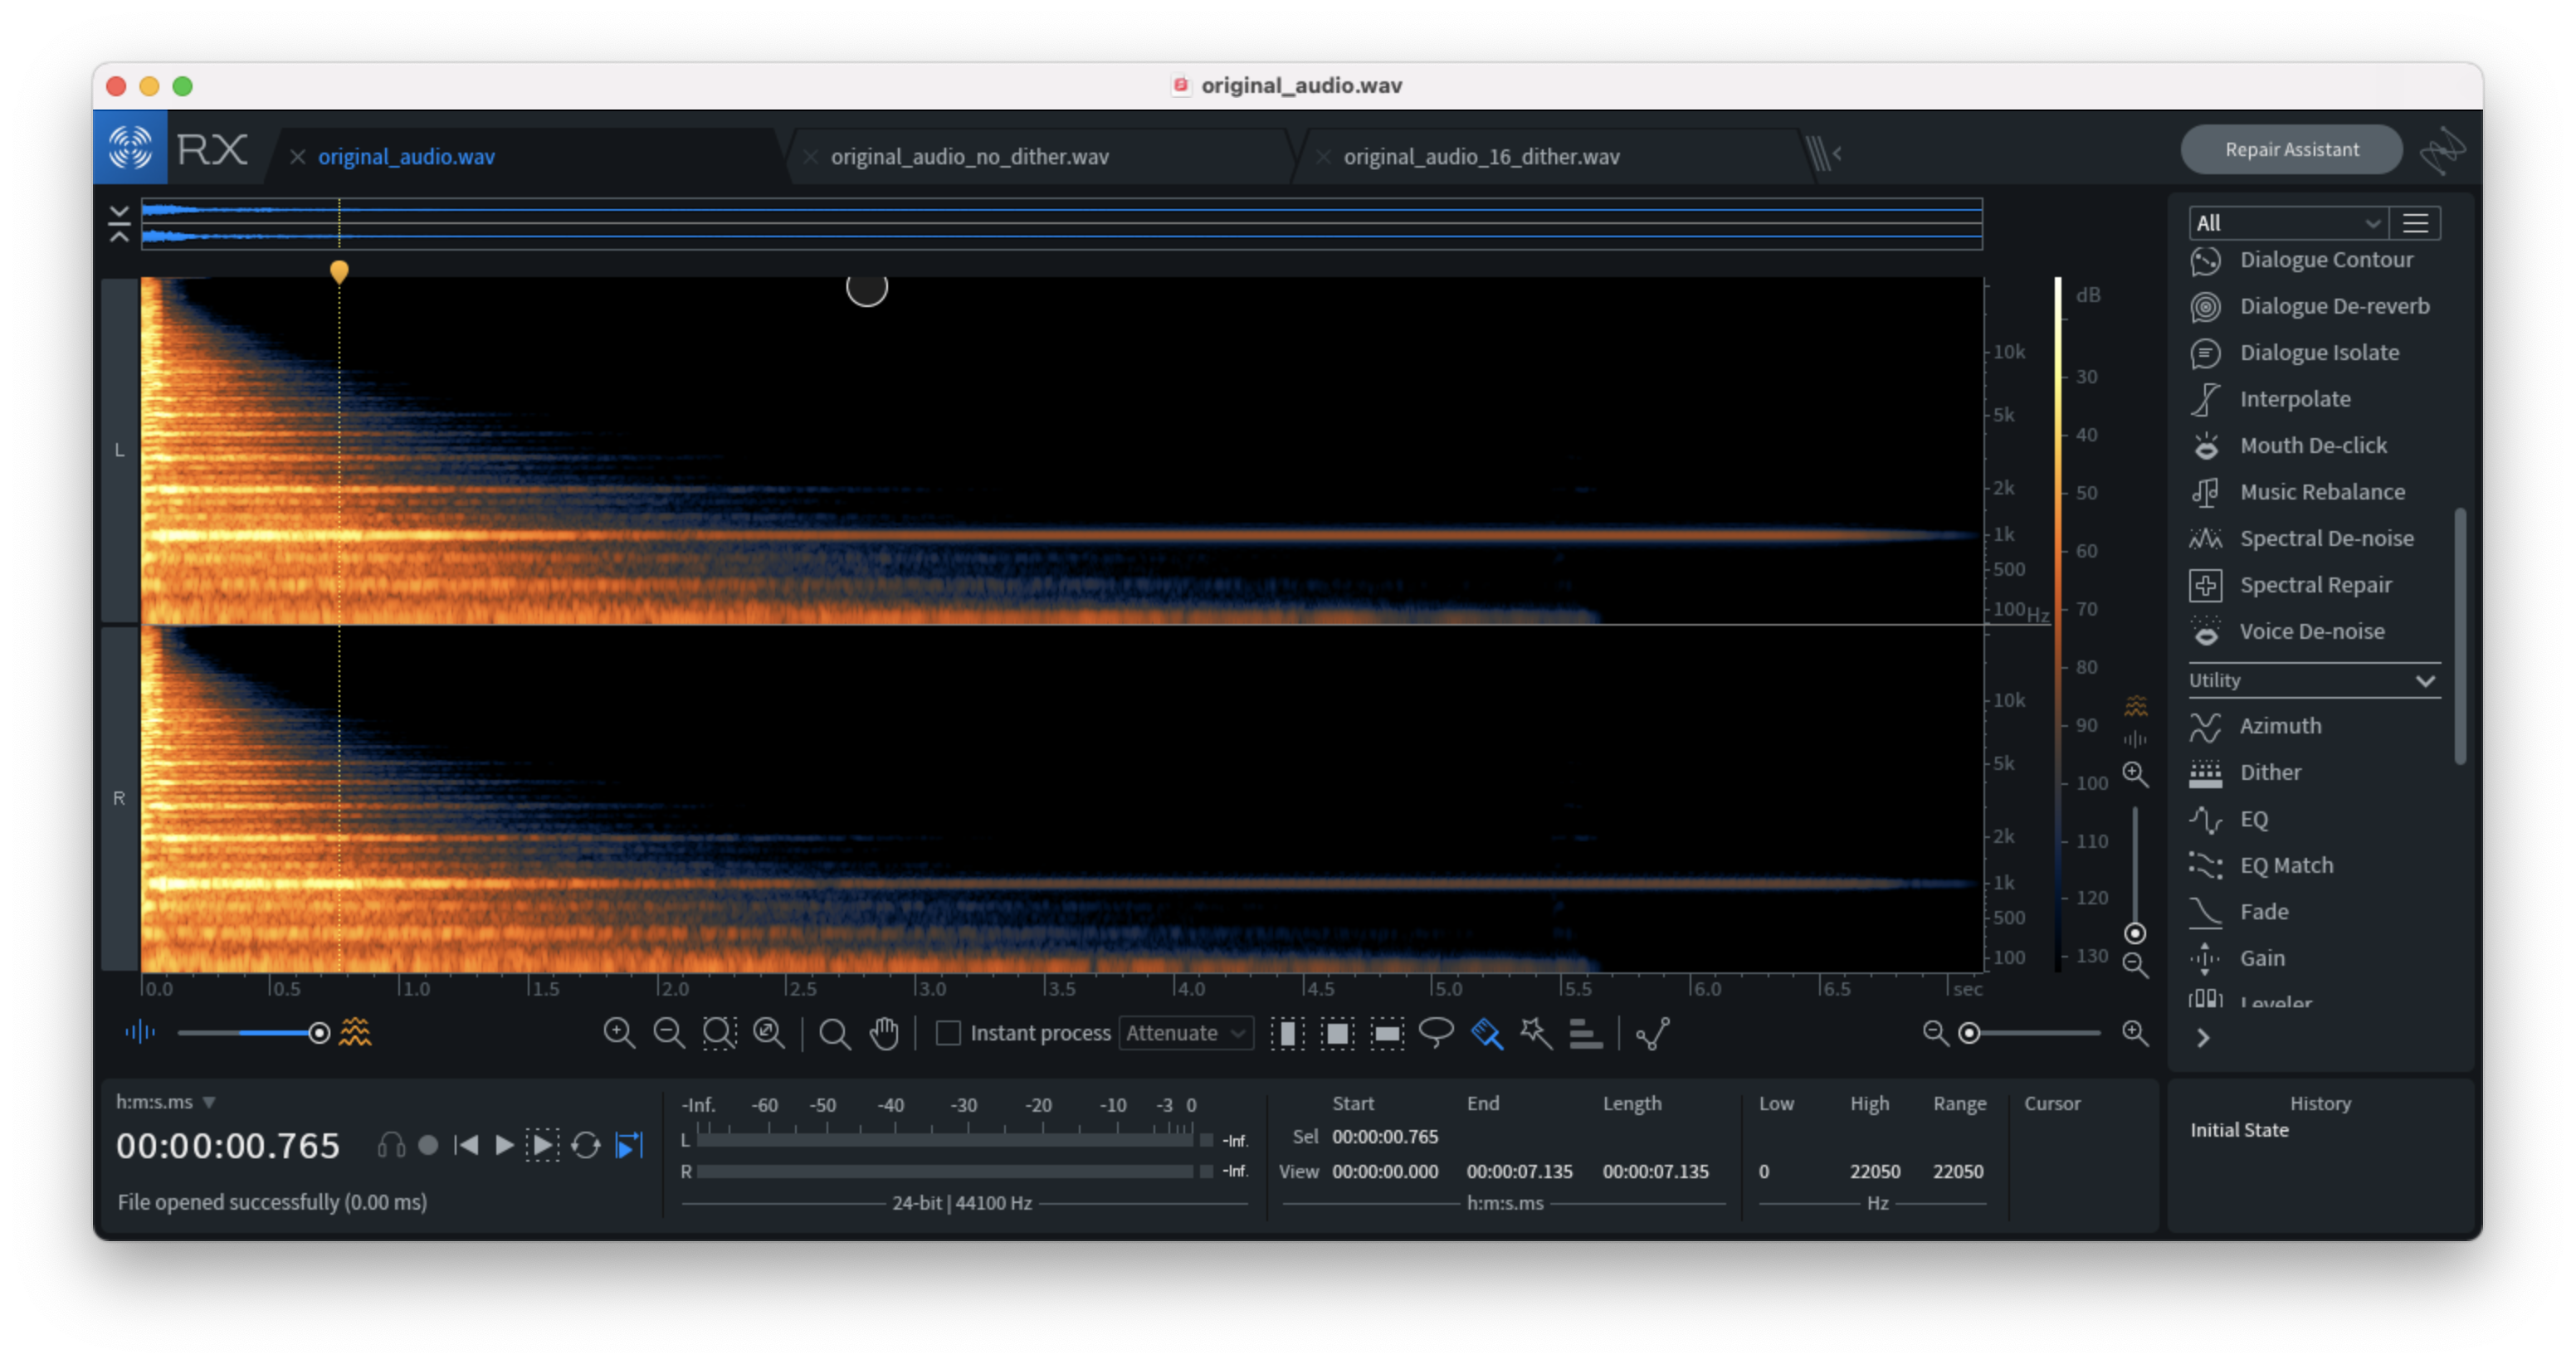 original_audio.wav
RX
original_audio.wav
original_audio_no_dither.wav
original_audio_16_dither.wav
Repair Assistant
All
Dialogue Contour
Dialogue De-reverb
Dialogue Isolate
Interpolate
Mouth De-click
Music Rebalance
Spectral De-noise
Spectral Repair
Voice De-noise
Utility
Azimuth
Dither
EQ
EQ Match
Fade
Gain
Leveler
L
10k
5k
2k
1k
500
100 Hz
R
10k
5k
2k
1k
500
100
dB
30
40
50
60
70
80
90
100
110
120
130
0.0 0.5 1.0 1.5 2.0 2.5 3.0 3.5 4.0 4.5 5.0 5.5 6.0 6.5 sec
Instant process Attenuate
h:m:s.ms
00:00:00.765
File opened successfully (0.00 ms)
-Inf. -60 -50 -40 -30 -20 -10 -3 0
L -Inf.
R -Inf.
24-bit | 44100 Hz
Start End Length
Sel 00:00:00.765
View 00:00:00.000 00:00:07.135 00:00:07.135
h:m:s.ms
Low High Range
0 22050 22050
Hz
Cursor
History
Initial State